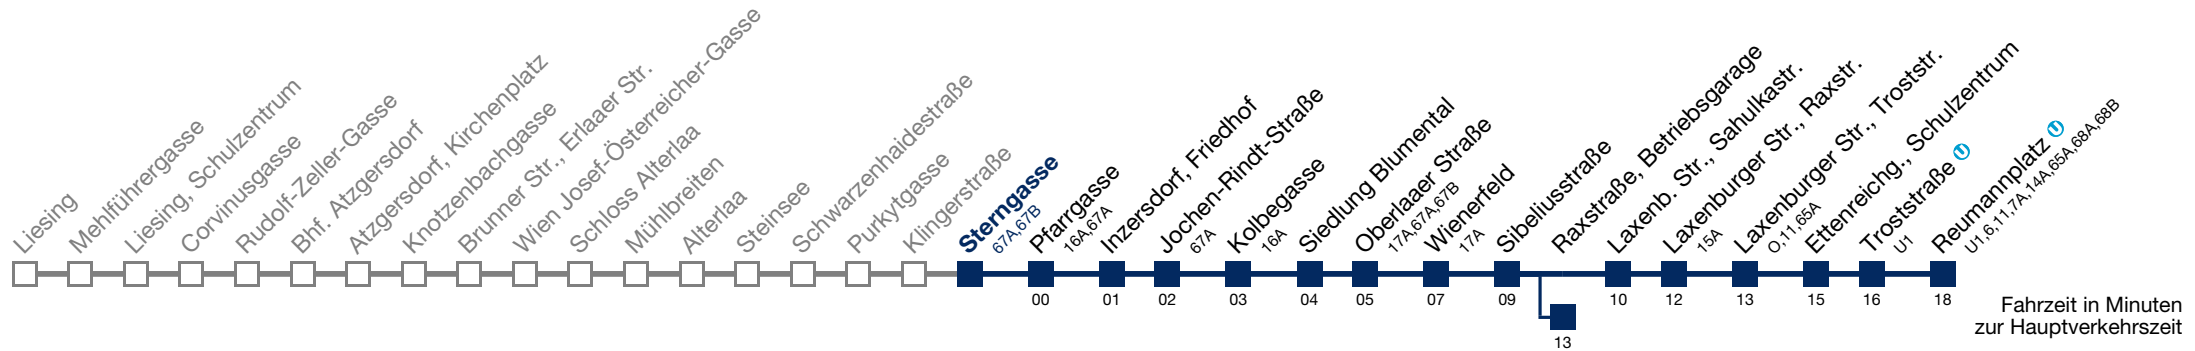 Liesing
Mehlführergasse
Liesing, Schulzentrum
Corvinusgasse
Rudolf-Zeller-Gasse
Bhf. Atzgersdorf
Atzgersdorf, Kirchenplatz
Knotzenbachgasse
Brunner Str., Erlaaer Str.
Wien Josef-Österreicher-Gasse
Schloss Alterlaa
Mühlbreiten
Alterlaa
Steinsee
Schwarzenhaidestraße
Purkytgasse
Klingerstraße
Sterngasse
67A,67B
Pfarrgasse
16A,67A
Inzersdorf, Friedhof
Jochen-Rindt-Straße
67A
Kolbegasse
16A
Siedlung Blumental
Oberlaaer Straße
17A,67A,67B
Wienerfeld
17A
Sibeliusstraße
Raxstraße, Betriebsgarage
Laxenb. Str., Sahulkastr.
Laxenburger Str., Raxstr.
15A
Laxenburger Str., Troststr.
O,11,65A
Ettenreichg., Schulzentrum
Troststraße U
U1
Reumannplatz U
U1,6,11,7A,14A,65A,68A,68B
00 01 02 03 04 05 07 09 10 12 13 15 16 18
13
Fahrzeit in Minuten
zur Hauptverkehrszeit